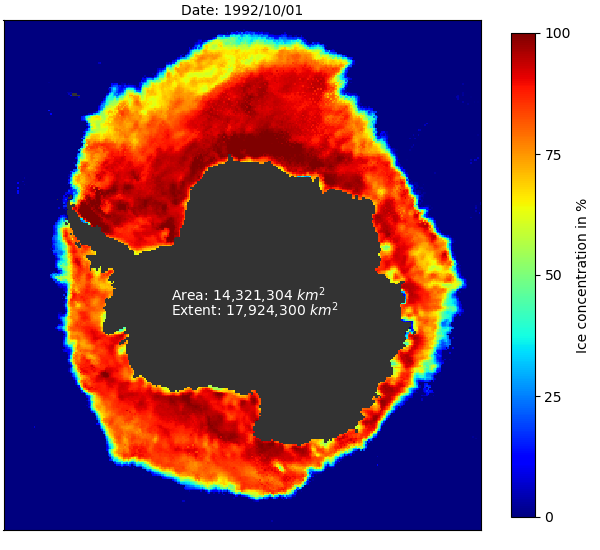 Date: 1992/10/01
Area: 14,321,304 km²
Extent: 17,924,300 km²
100
75
50
25
0
Ice concentration in %